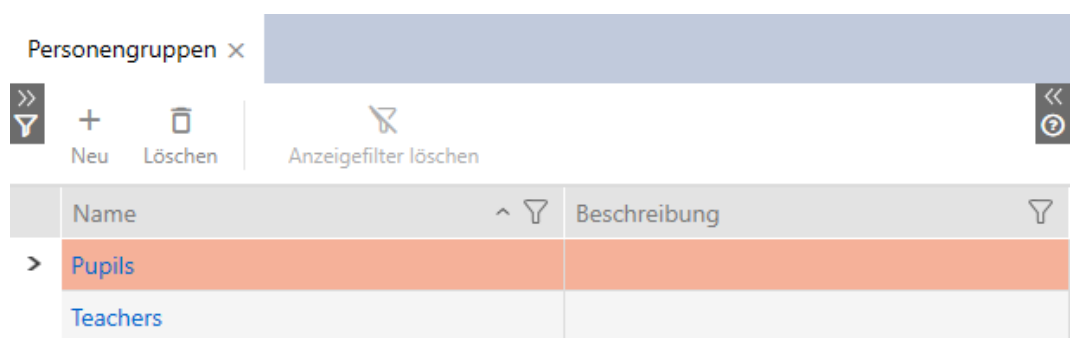 Personengruppen
Neu Löschen Anzeigefilter löschen
Name Beschreibung
Pupils
Teachers